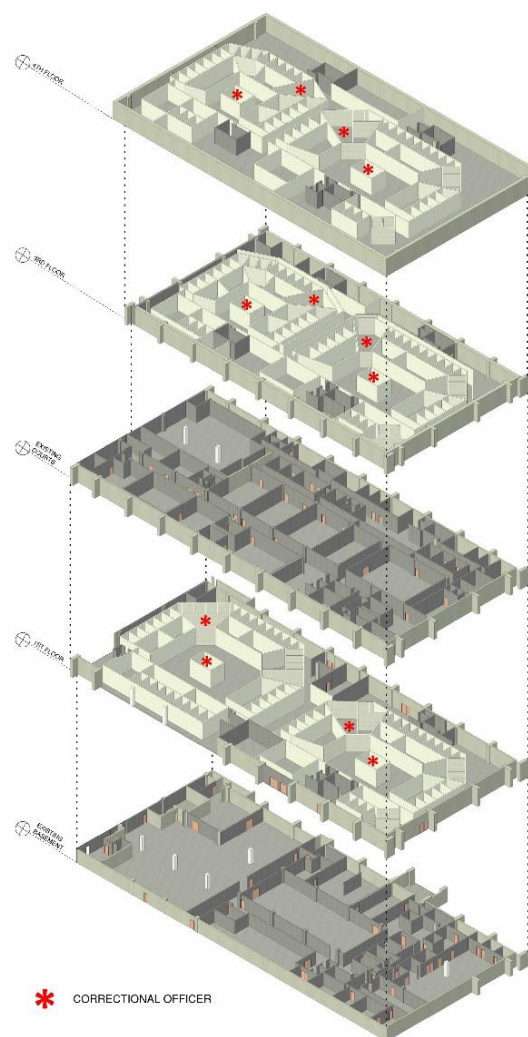 4TH FLOOR
3RD FLOOR
EXISTING
COURTS
1ST FLOOR
EXISTING
BASEMENT
* CORRECTIONAL OFFICER